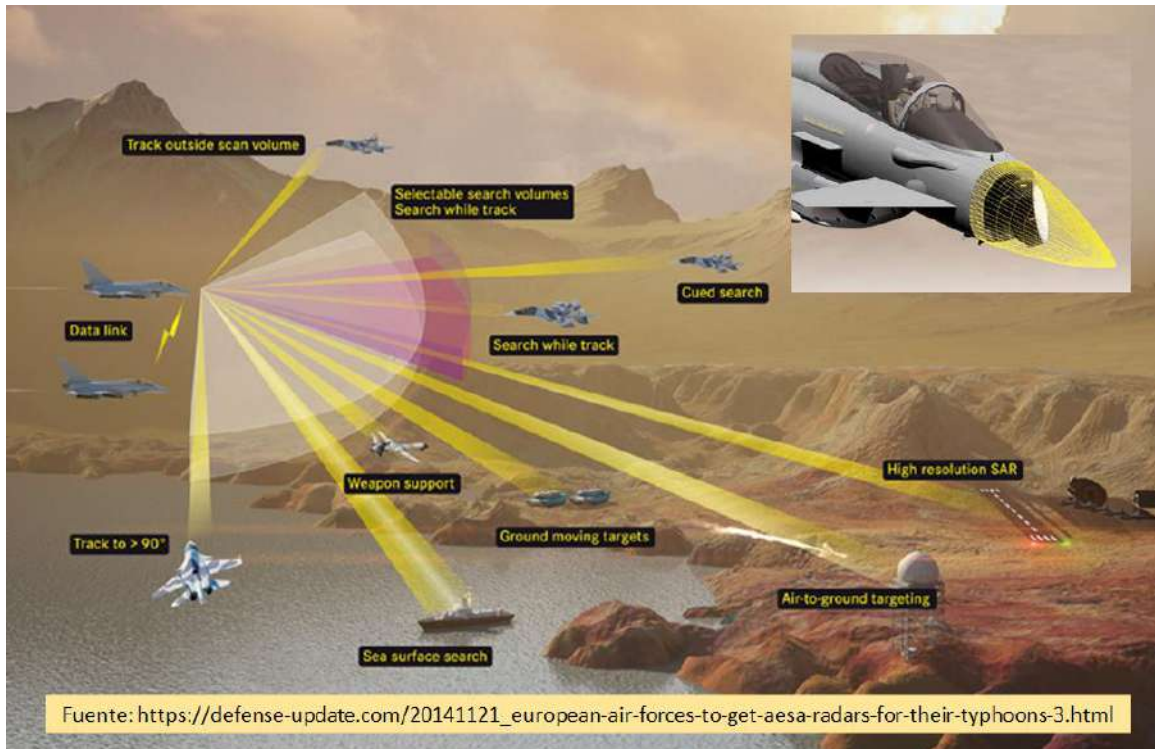 Track outside scan volume
Selectable search volumes
Search while track
Cued search
Data link
Search while track
High resolution SAR
Weapon support
Ground moving targets
Track to > 90°
Air-to-ground targeting
Sea surface search
Fuente: https://defense-update.com/20141121_european-air-forces-to-get-aesa-radars-for-their-typhoons-3.html